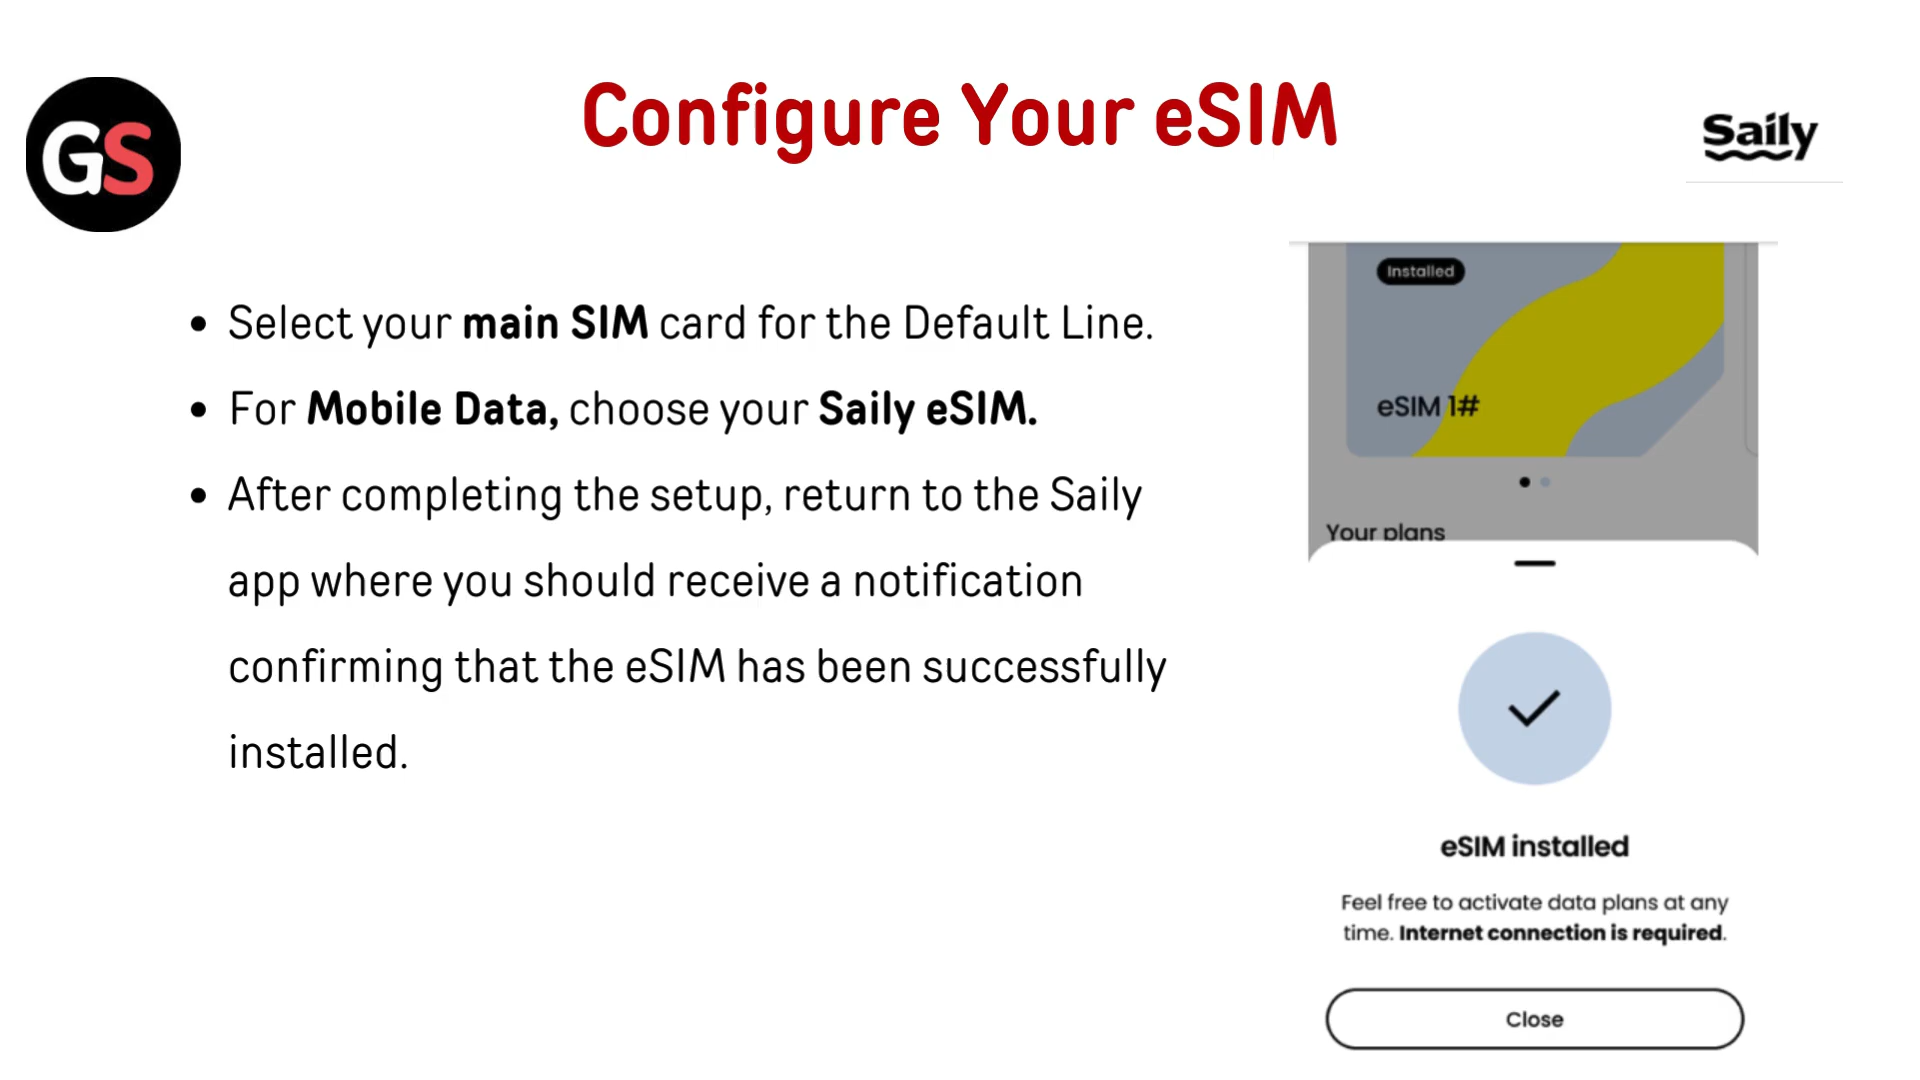 Configure Your eSIM
GS
Saily
• Select your main SIM card for the Default Line.
• For Mobile Data, choose your Saily eSIM.
• After completing the setup, return to the Saily
app where you should receive a notification
confirming that the eSIM has been successfully
installed.
Installed
eSIM 1#
Your plans
eSIM installed
Feel free to activate data plans at any
time. Internet connection is required.
Close